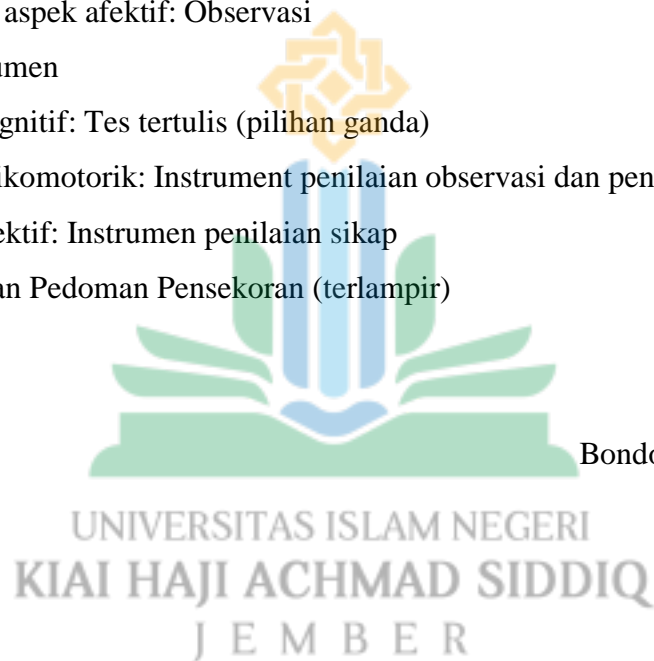 aspek afektif: Observasi
umen
gnitif: Tes tertulis (pilihan ganda)
ikomotorik: Instrument penilaian observasi dan pen
ektif: Instrumen penilaian sikap
an Pedoman Pensekoran (terlampir)
Bondo
UNIVERSITAS ISLAM NEGERI
KIAI HAJI ACHMAD SIDDIQ
J E M B E R